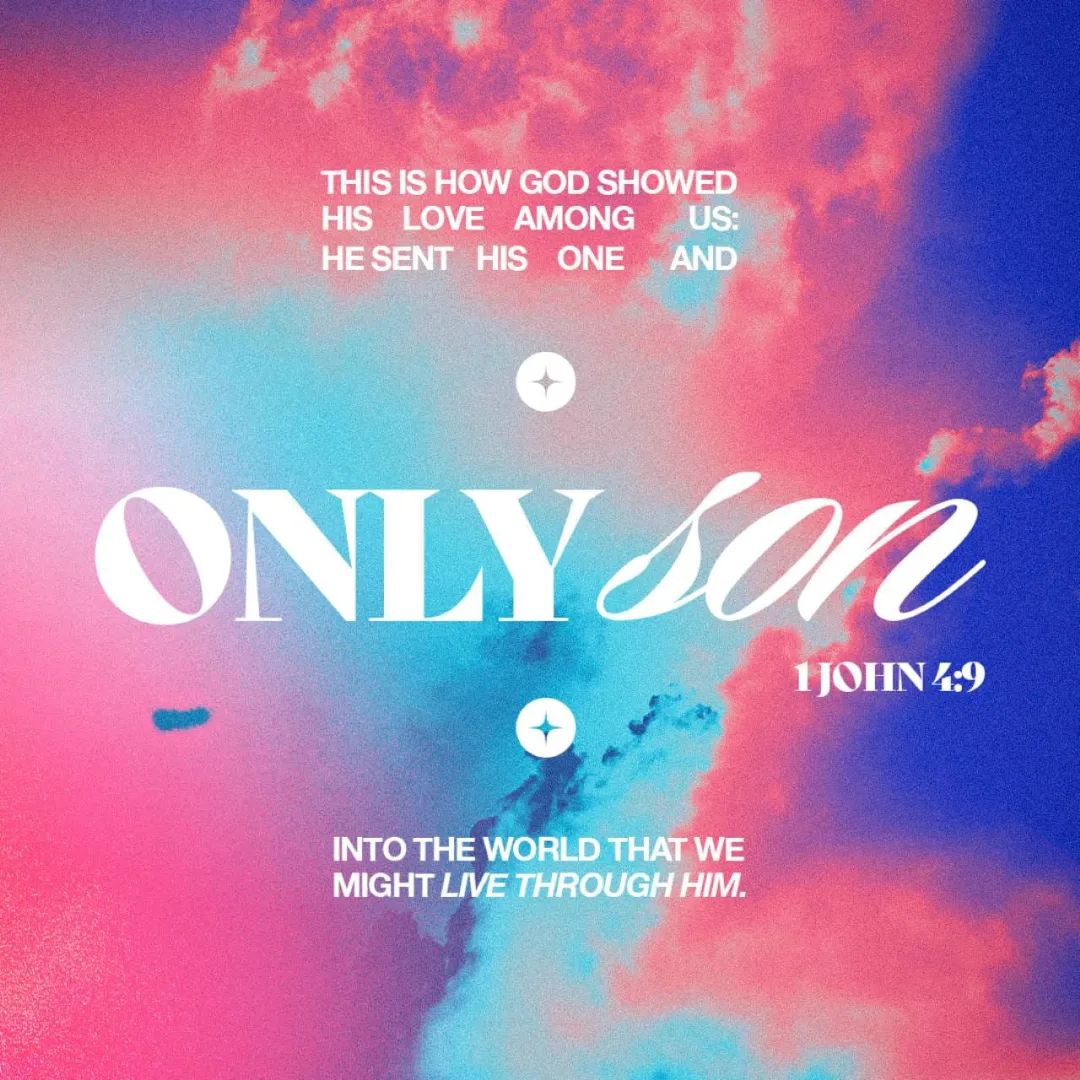 THIS IS HOW GOD SHOWED
HIS LOVE AMONG US:
HE SENT HIS ONE AND
ONLY son
1 JOHN 4:9
INTO THE WORLD THAT WE
MIGHT LIVE THROUGH HIM.